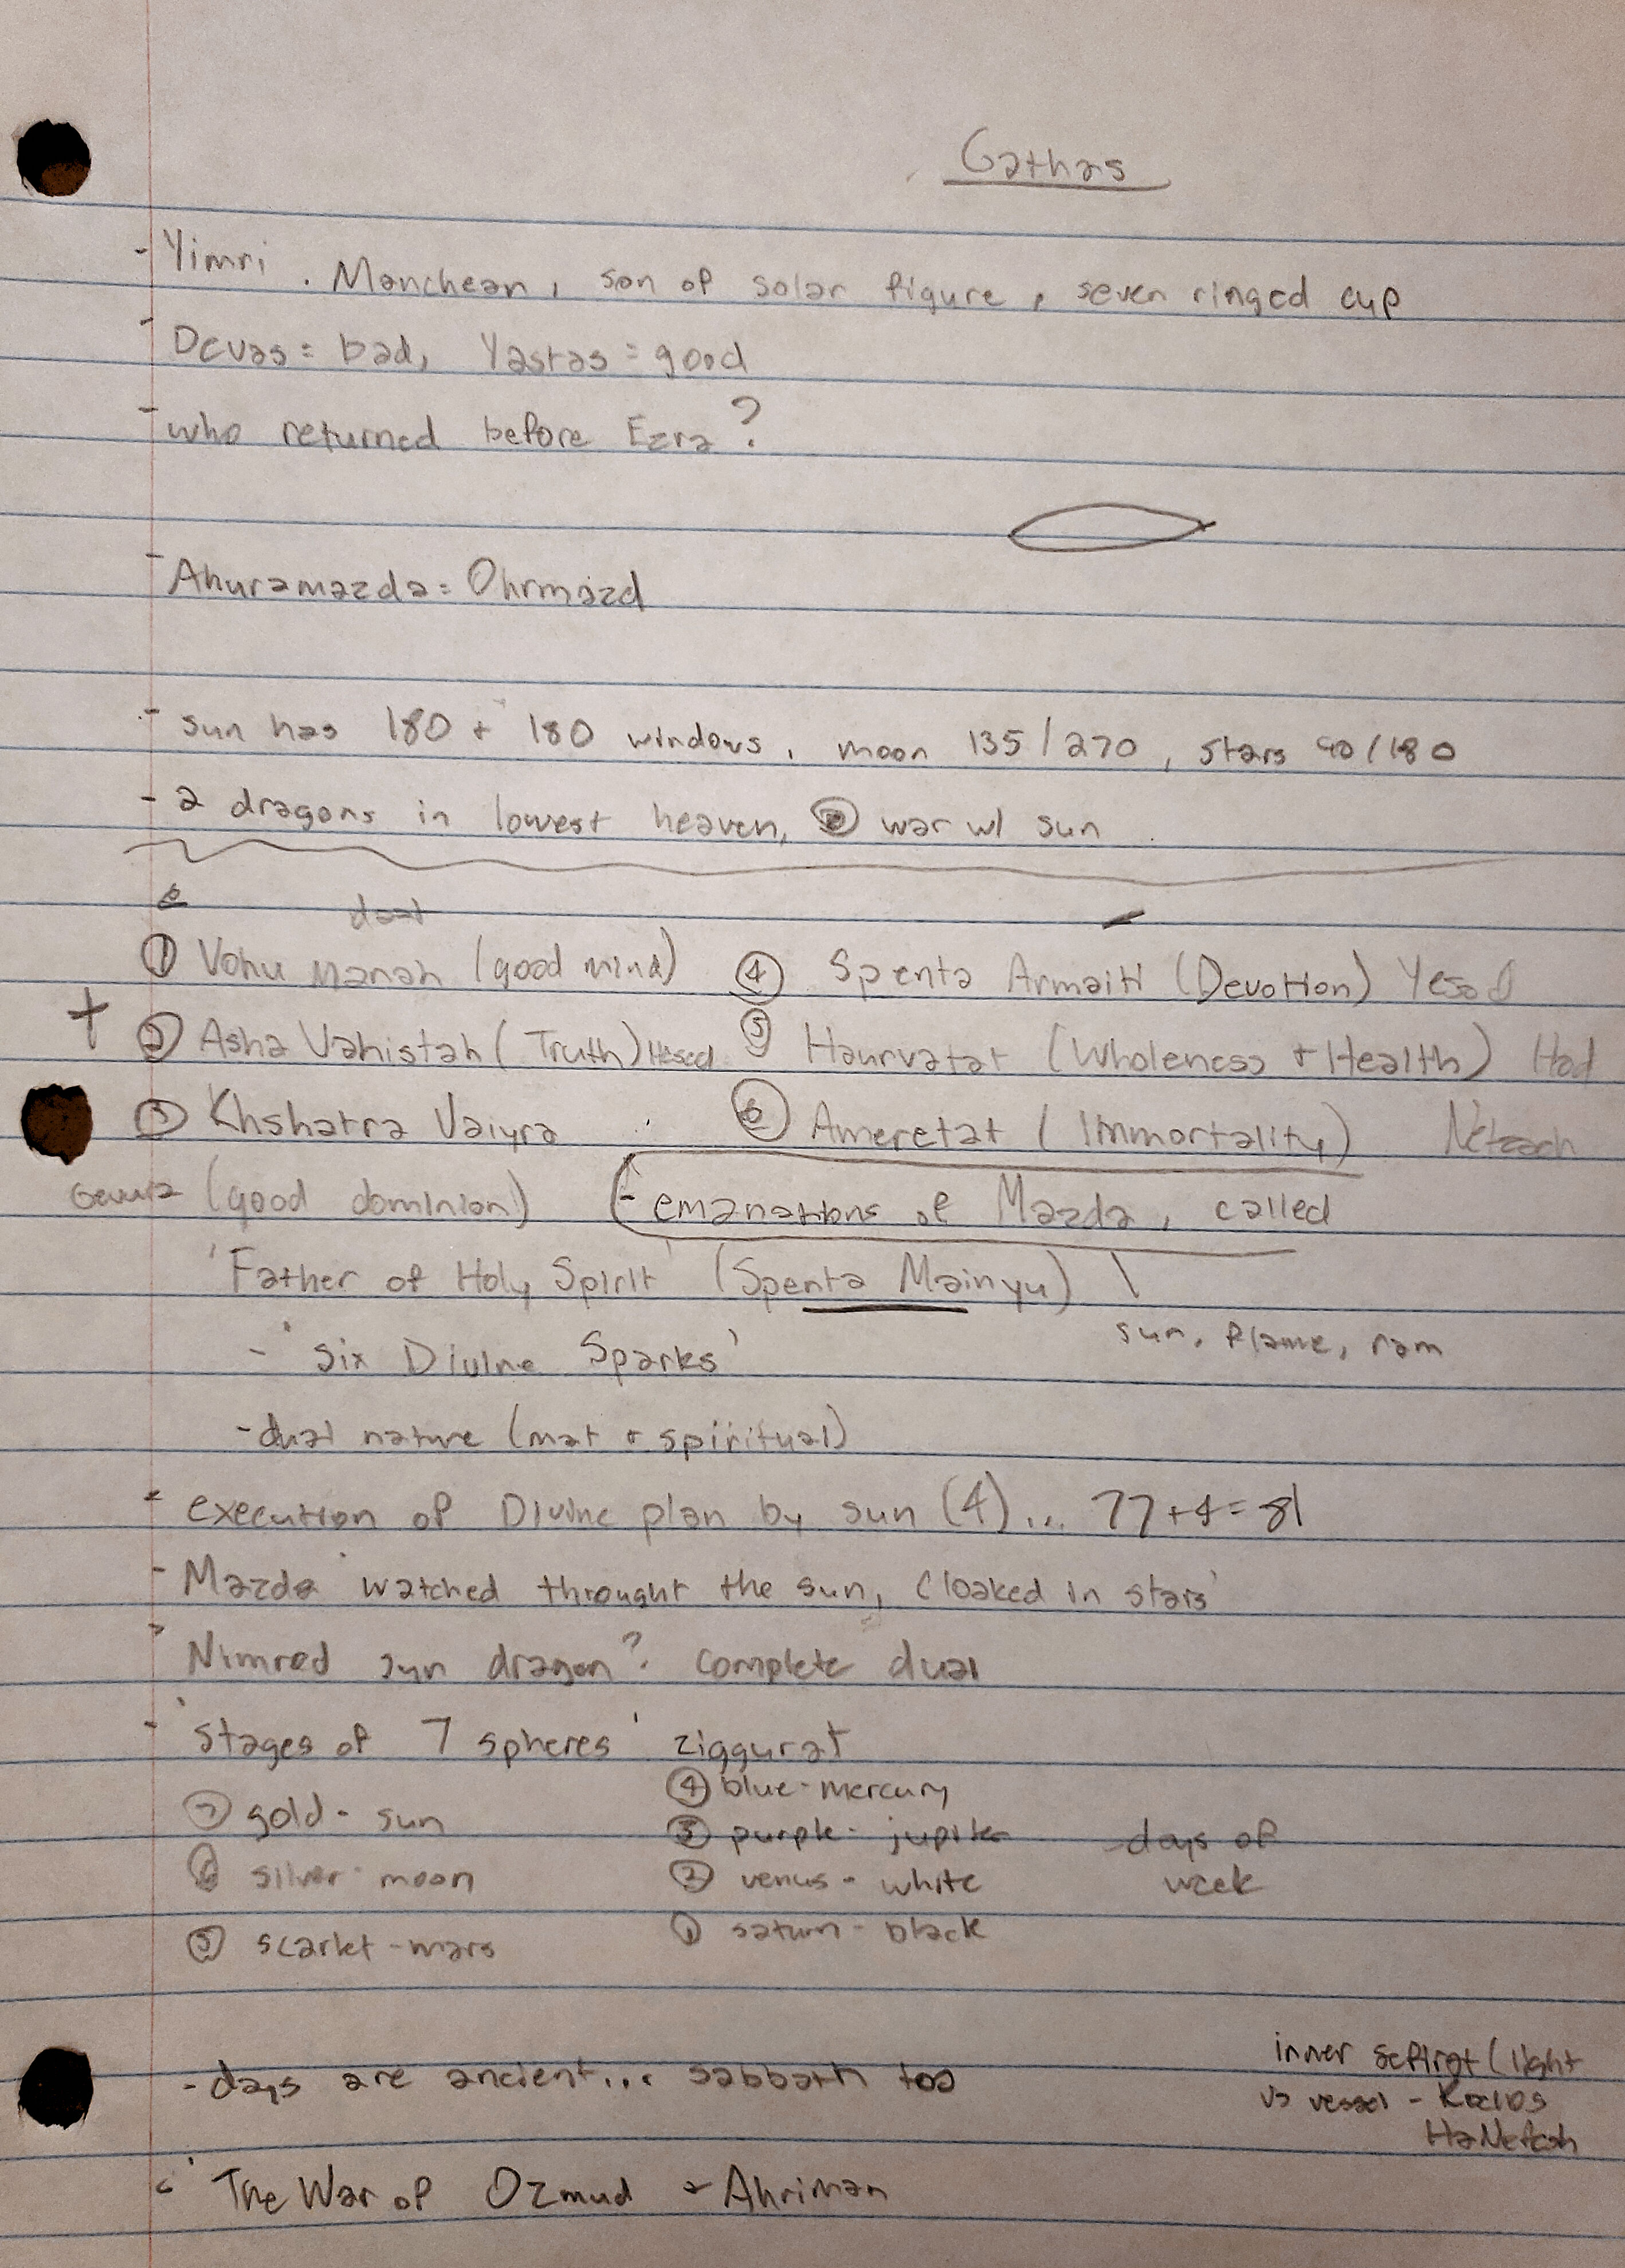 Gathas
- Yimri . Manchean, son of solar figure, seven ringed cup
- Devas = bad, Yastas = good
- who returned before Ezra?
- Ahuramazda = Ohrmazd
- sun has 180 + 180 windows, moon 135/270, stars 90/180
- 2 dragons in lowest heaven, war w/ sun
① Vohu Manah (good mind) ④ Spenta Armaiti (Devotion) Yesod
+ ② Asha Vahistah (Truth) Hesed ⑤ Haurvatat (Wholeness + Health) Hod
③ Khshatra Vaiyra ⑥ Ameretat (Immortality) Netzach
(good dominion) - emanations of Mazda, called
'Father of Holy Spirit' (Spenta Mainyu)
sun, flame, ram
- 'six Divine Sparks'
- dual nature (mat + spiritual)
- execution of Divine plan by sun (4)... 77+4=81
- Mazda 'watched throught the sun, cloaked in stars'
- Nimrod sun dragon? complete dual
- 'stages of 7 spheres' ziggurat
④ blue - mercury
⑦ gold - sun
③ purple - jupiter - days of
⑥ silver - moon ② venus - white week
⑤ scarlet - mars ① saturn - black
inner sefirot (light
- days are ancient... sabbath too vs vessel -
HaNefesh
- 'The War of Ozmud + Ahriman